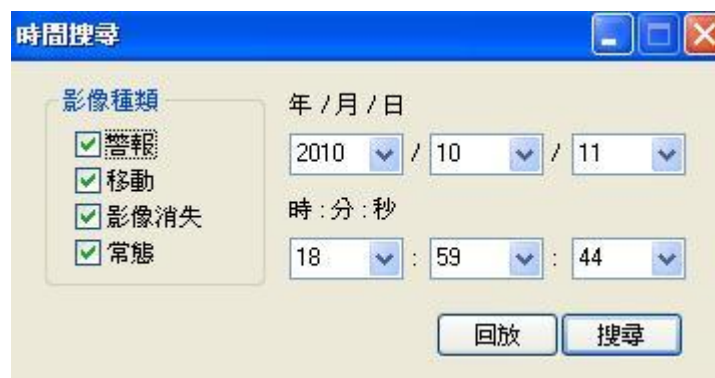 時間搜尋
影像種類
警報
移動
影像消失
常態
年 / 月 / 日
2010 / 10 / 11
時 : 分 : 秒
18 : 59 : 44
回放
搜尋